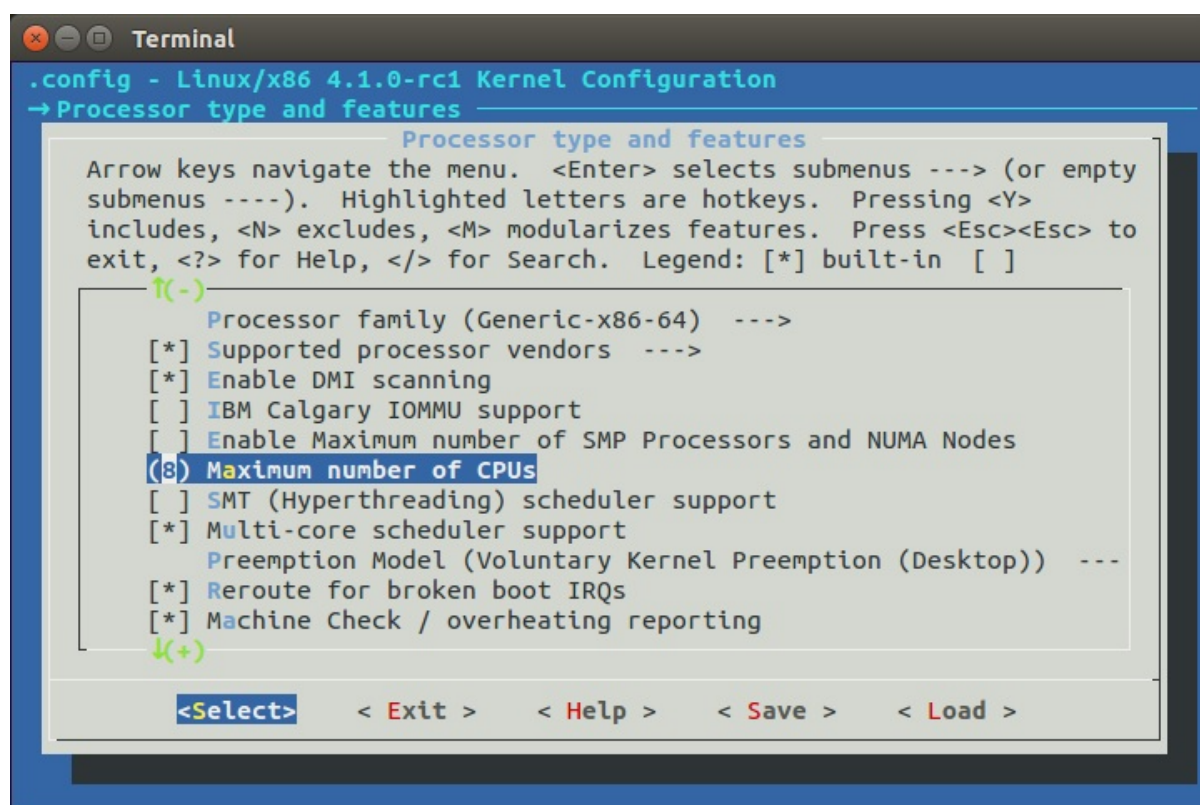 Terminal
.config - Linux/x86 4.1.0-rc1 Kernel Configuration
→ Processor type and features
Processor type and features
Arrow keys navigate the menu.  <Enter> selects submenus ---> (or empty
submenus ----).  Highlighted letters are hotkeys.  Pressing <Y>
includes, <N> excludes, <M> modularizes features.  Press <Esc><Esc> to
exit, <?> for Help, </> for Search.  Legend: [*] built-in  [ ]
↑(-)
Processor family (Generic-x86-64)  --->
[*] Supported processor vendors  --->
[*] Enable DMI scanning
[ ] IBM Calgary IOMMU support
[ ] Enable Maximum number of SMP Processors and NUMA Nodes
(8) Maximum number of CPUs
[ ] SMT (Hyperthreading) scheduler support
[*] Multi-core scheduler support
Preemption Model (Voluntary Kernel Preemption (Desktop))  ---
[*] Reroute for broken boot IRQs
[*] Machine Check / overheating reporting
↓(+)
<Select>    < Exit >    < Help >    < Save >    < Load >